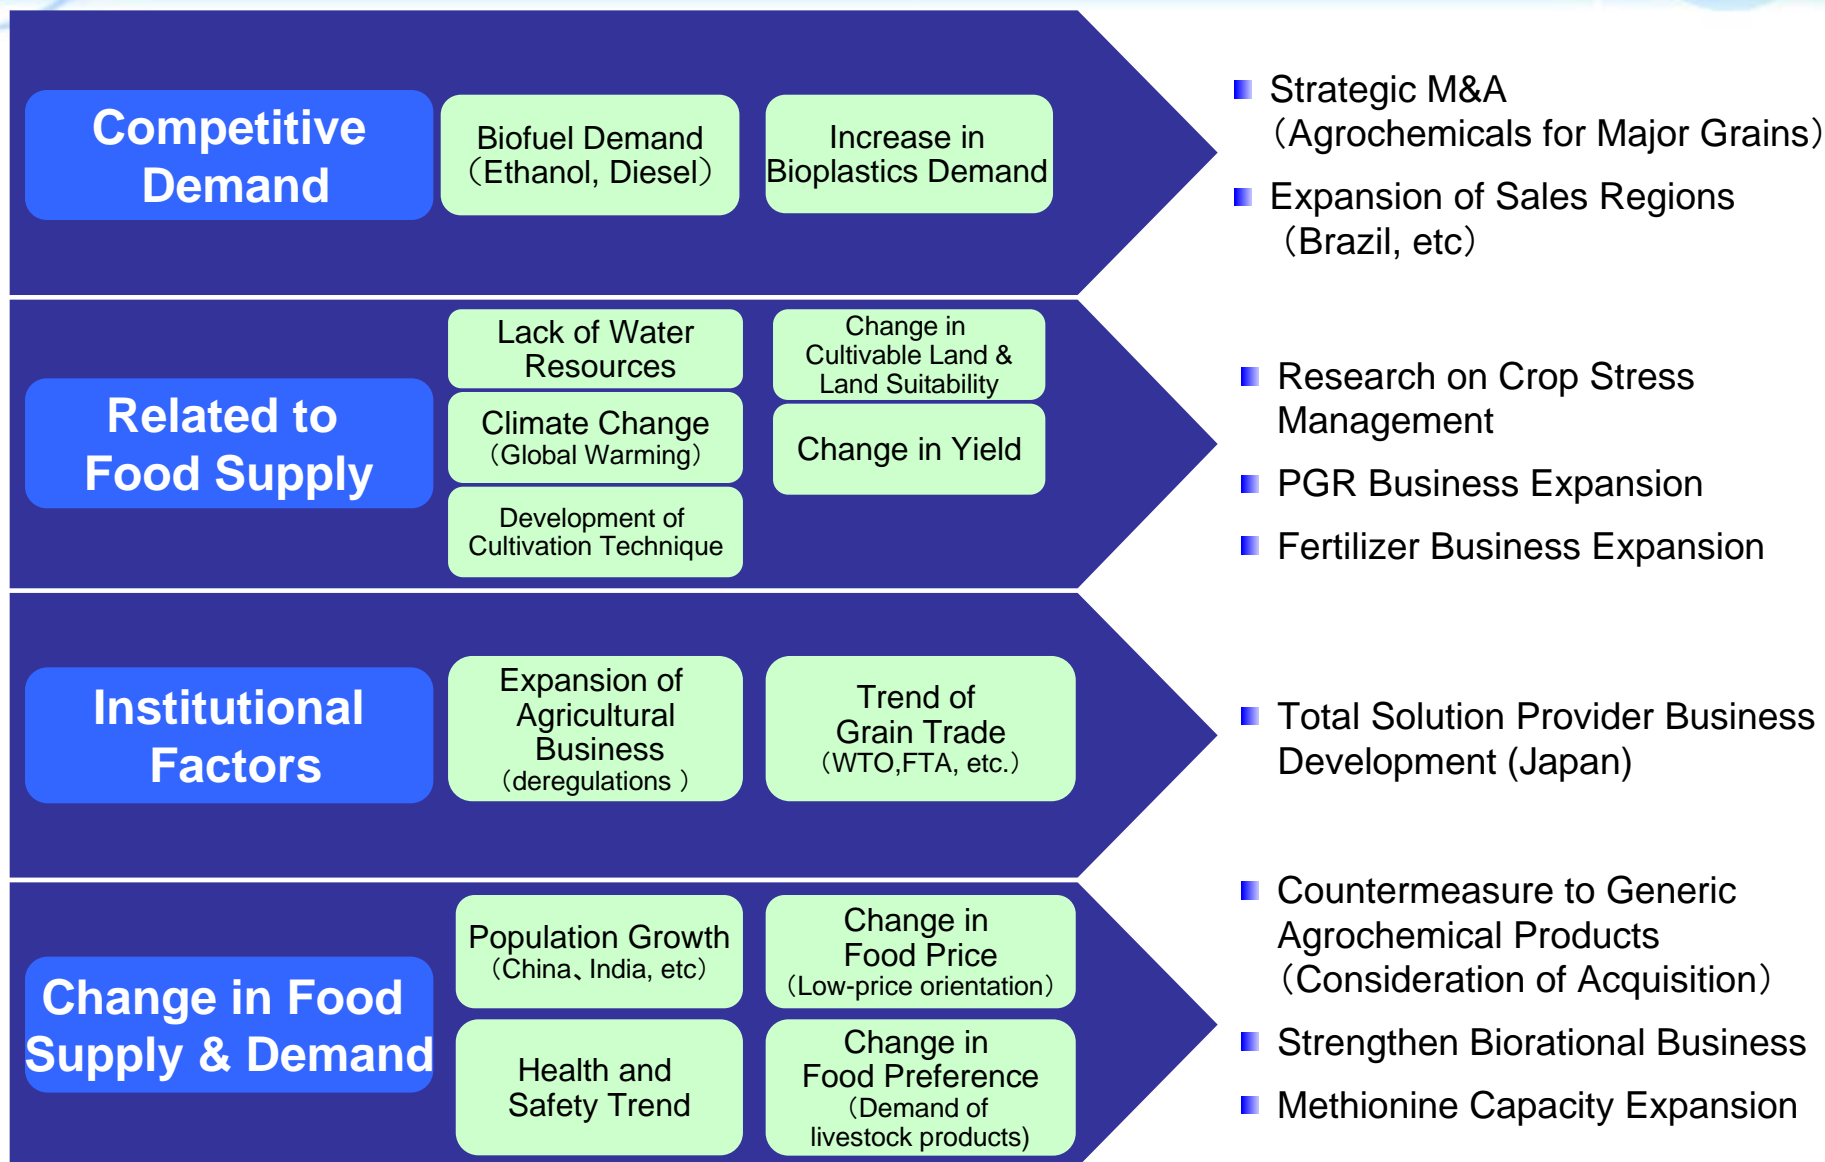 Competitive
Demand
Biofuel Demand
（Ethanol, Diesel）
Increase in
Bioplastics Demand
Strategic M&A
（Agrochemicals for Major Grains）
Expansion of Sales Regions
（Brazil, etc）
Related to
Food Supply
Lack of Water
Resources
Climate Change
（Global Warming）
Development of
Cultivation Technique
Change in
Cultivable Land &
Land Suitability
Change in Yield
Research on Crop Stress
Management
PGR Business Expansion
Fertilizer Business Expansion
Institutional
Factors
Expansion of
Agricultural
Business
（deregulations ）
Trend of
Grain Trade
（WTO,FTA, etc.）
Total Solution Provider Business
Development (Japan)
Change in Food
Supply & Demand
Population Growth
（China、India, etc）
Health and
Safety Trend
Change in
Food Price
（Low-price orientation）
Change in
Food Preference
（Demand of
livestock products)
Countermeasure to Generic
Agrochemical Products
（Consideration of Acquisition）
Strengthen Biorational Business
Methionine Capacity Expansion